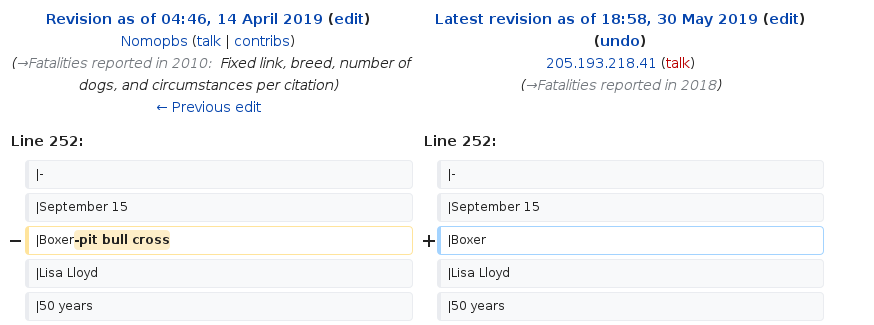 Revision as of 04:46, 14 April 2019 (edit)
Nomopbs (talk | contribs)
(→Fatalities reported in 2010: Fixed link, breed, number of
dogs, and circumstances per citation)
← Previous edit
Latest revision as of 18:58, 30 May 2019 (edit)
(undo)
205.193.218.41 (talk)
(→Fatalities reported in 2018)
Line 252:
Line 252:
|-
|-
|September 15
|September 15
− |Boxer-pit bull cross
+ |Boxer
|Lisa Lloyd
|Lisa Lloyd
|50 years
|50 years